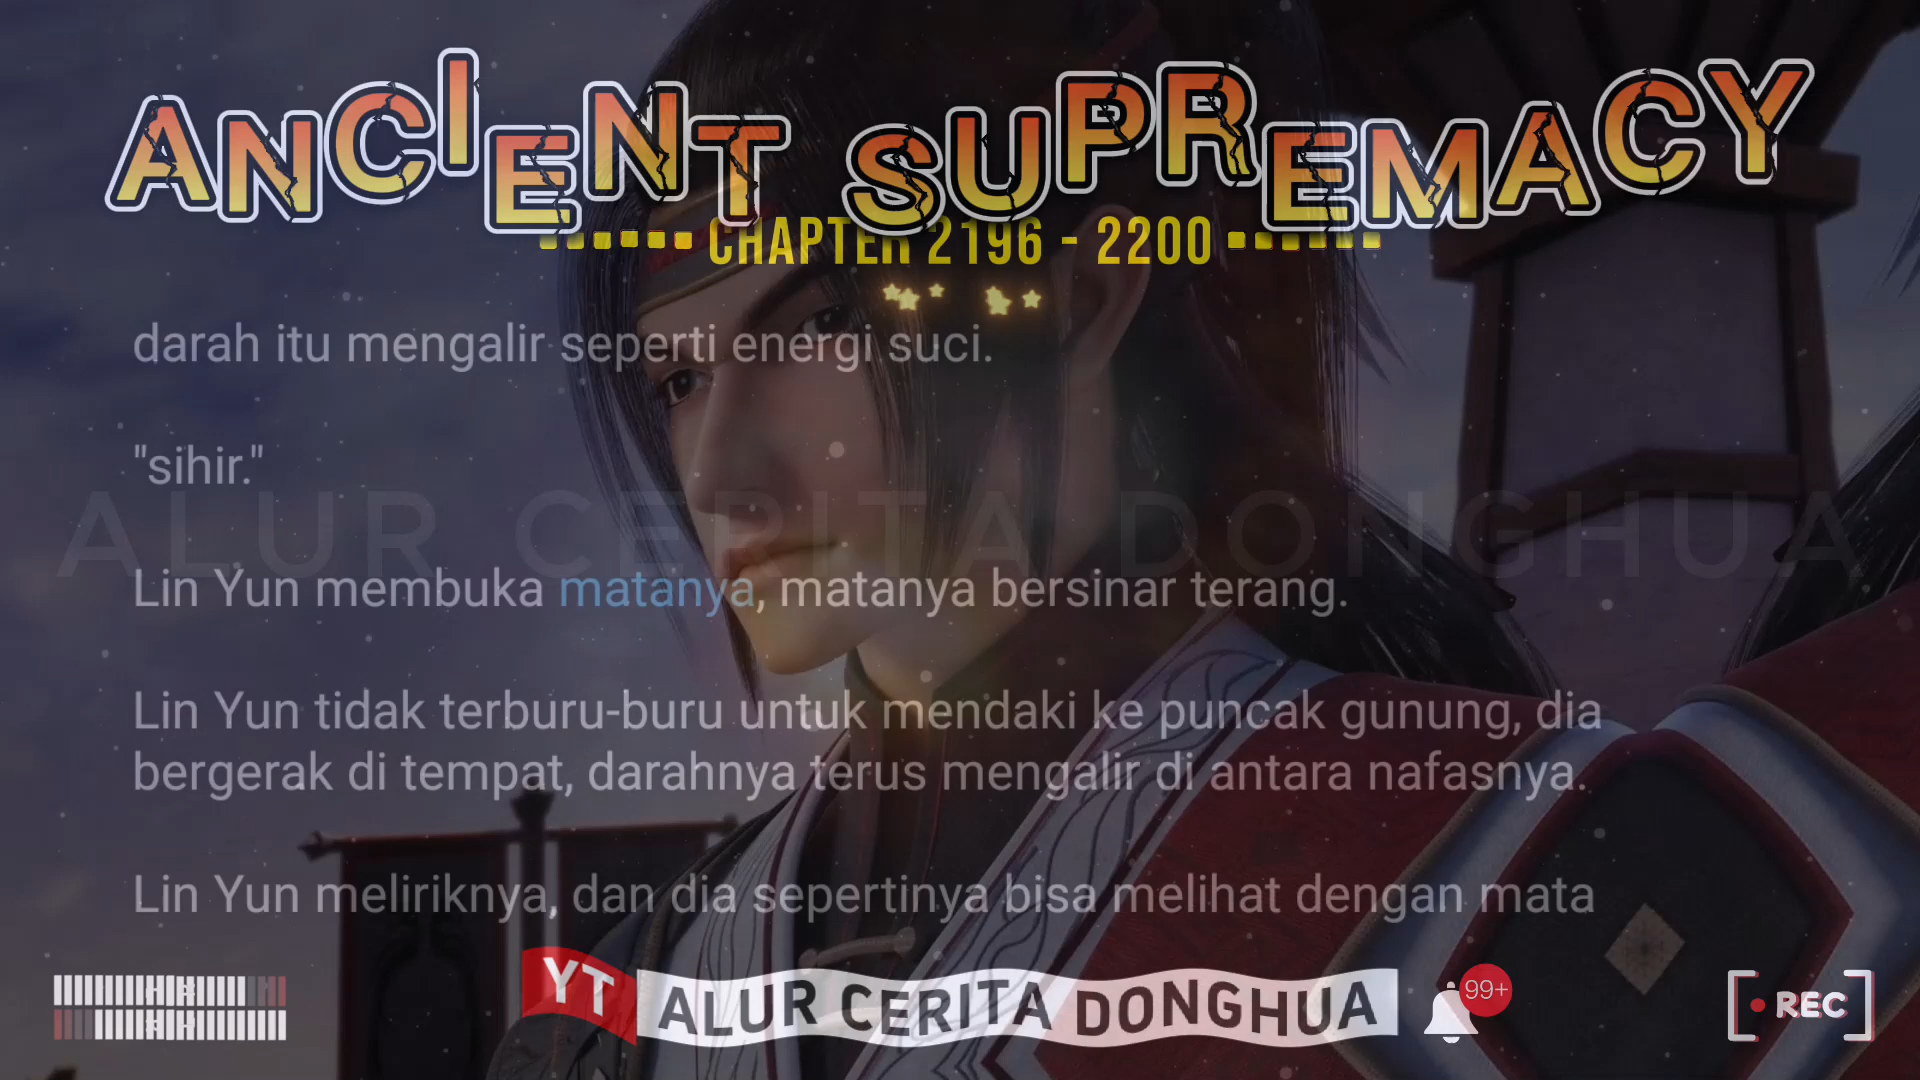 ANCIENT SUPREMACY
CHAPTER 2196 - 2200
darah itu mengalir seperti energi suci.
"sihir."
ALUR CERITA DONGHUA
Lin Yun membuka matanya, matanya bersinar terang.
Lin Yun tidak terburu-buru untuk mendaki ke puncak gunung, dia
bergerak di tempat, darahnya terus mengalir di antara nafasnya.
Lin Yun meliriknya, dan dia sepertinya bisa melihat dengan mata
YT ALUR CERITA DONGHUA
99+
REC